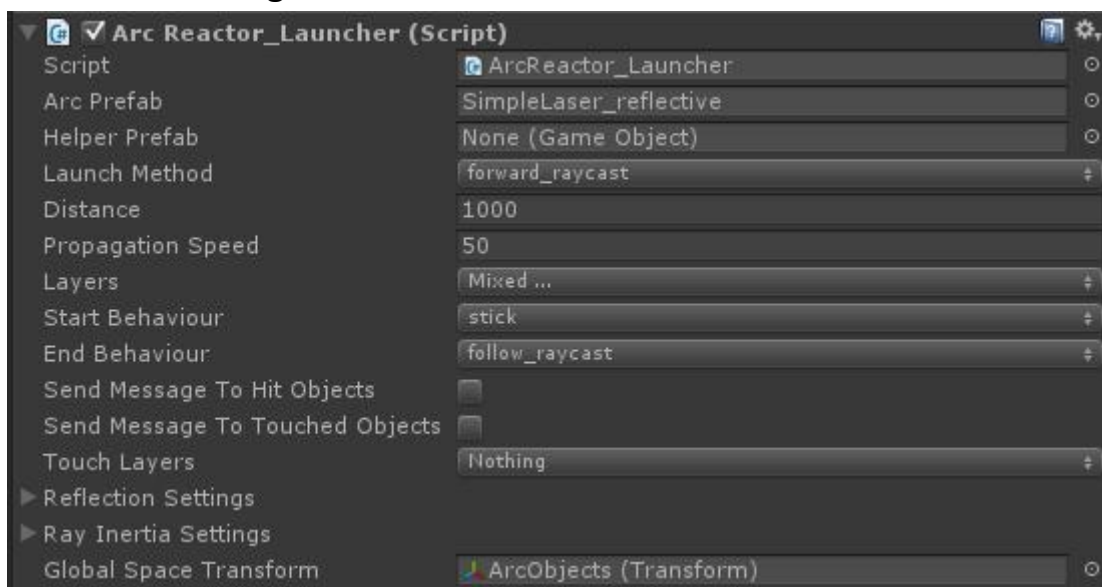 Arc Reactor_Launcher (Script)
Script ArcReactor_Launcher
Arc Prefab SimpleLaser_reflective
Helper Prefab None (Game Object)
Launch Method forward_raycast
Distance 1000
Propagation Speed 50
Layers Mixed ...
Start Behaviour stick
End Behaviour follow_raycast
Send Message To Hit Objects
Send Message To Touched Objects
Touch Layers Nothing
Reflection Settings
Ray Inertia Settings
Global Space Transform ArcObjects (Transform)